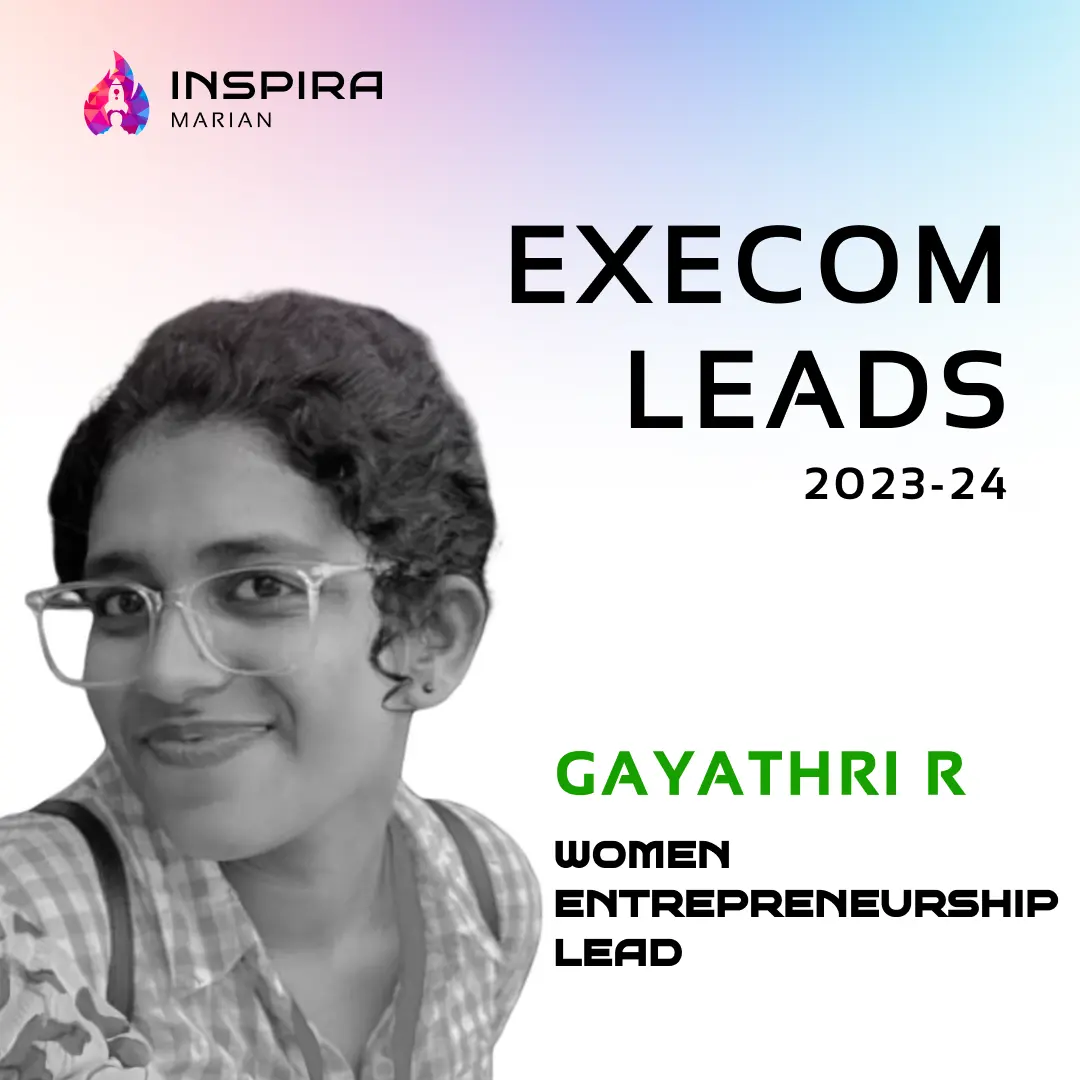 INSPIRA
MARIAN
EXECOM
LEADS
2023-24
GAYATHRI R
WOMEN
ENTREPRENEURSHIP
LEAD